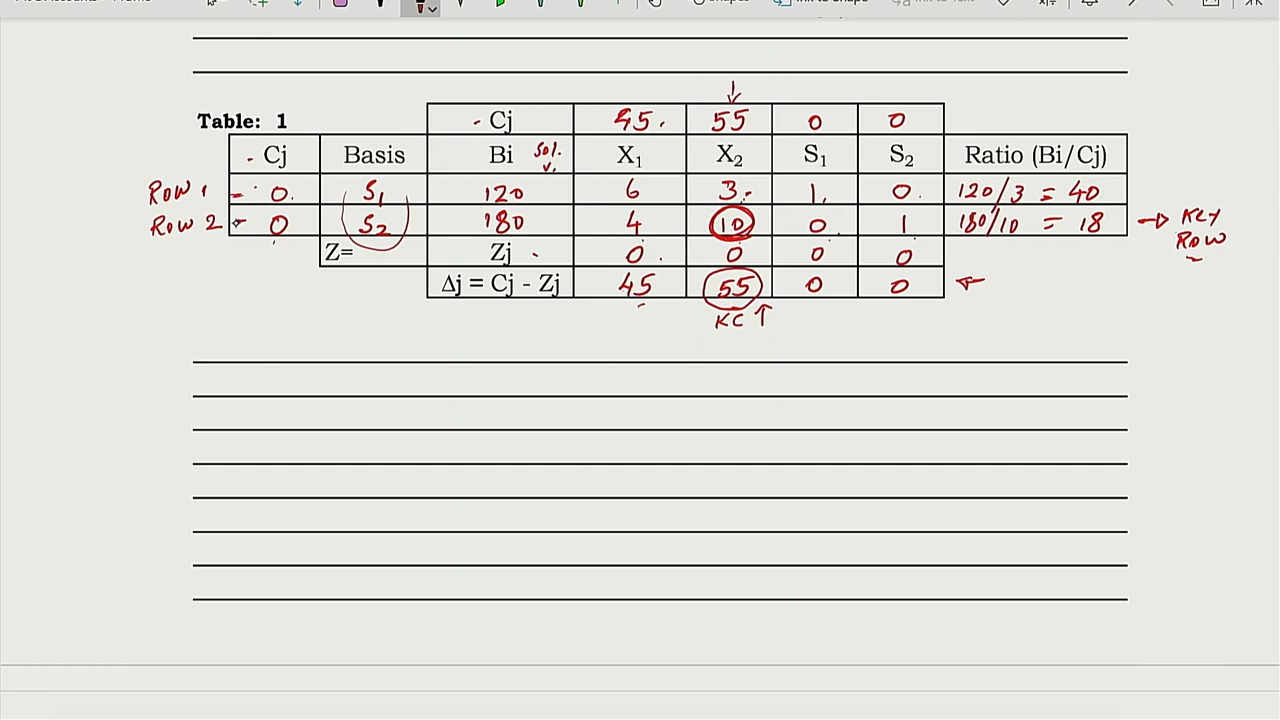 Table: 1 - Cj 45. 55 0 0
- Cj Basis Bi Sol. v. X₁ X₂ S₁ S₂ Ratio (Bi/Cj)
Row 1 0. S₁ 120 6 3 1 0 120/3 = 40
Row 2 0 S₂ 180 4 10 0 1 180/10 = 18 → Key Row
Z= Zj 0 0 0 0
Δj = Cj - Zj 45 55 0 0
KC ↑